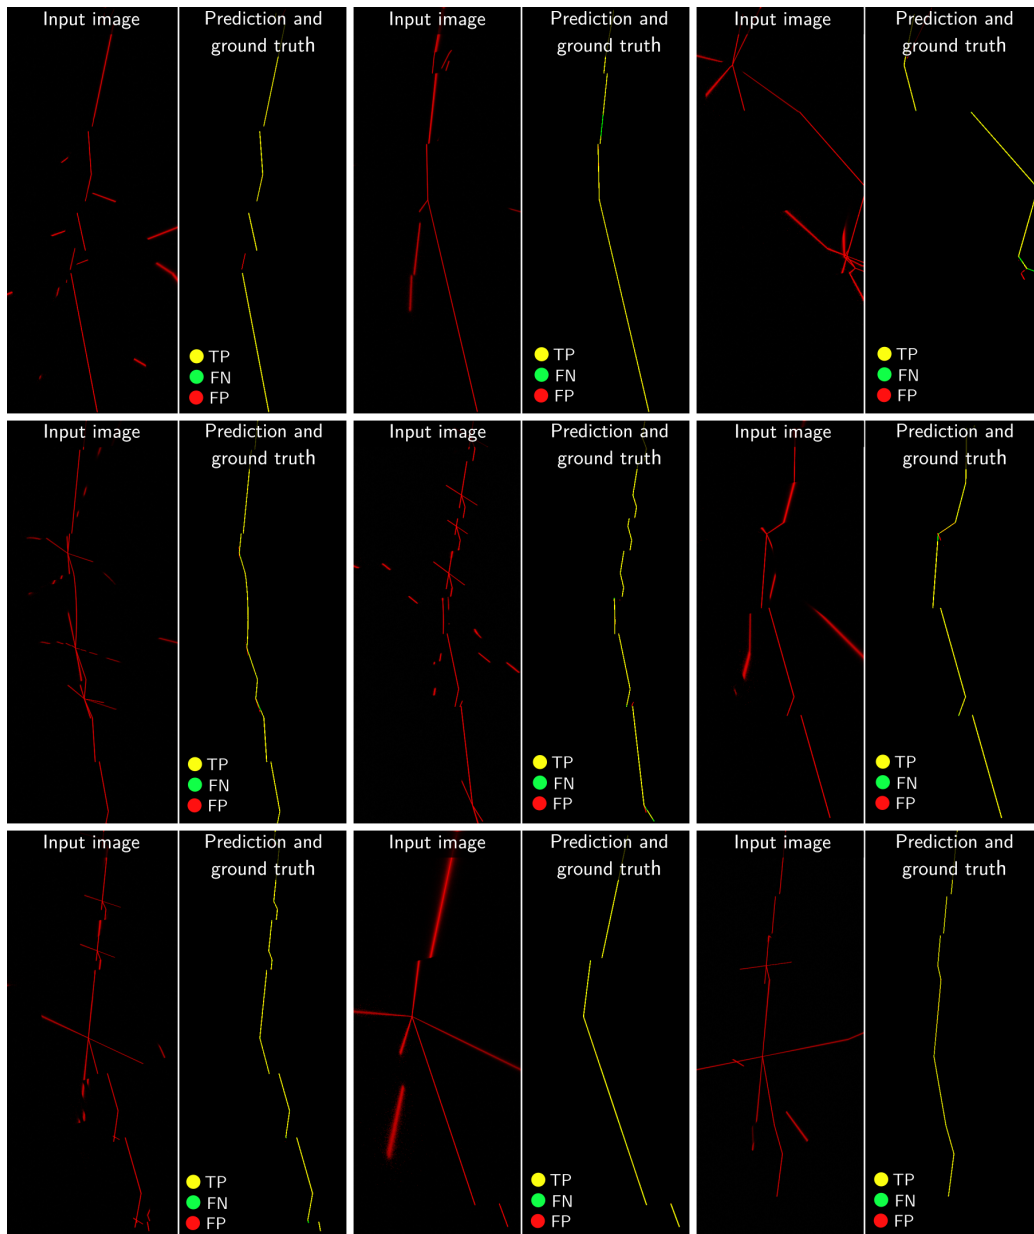 Input image
Prediction and
ground truth
TP
FN
FP
Input image
Prediction and
ground truth
TP
FN
FP
Input image
Prediction and
ground truth
TP
FN
FP
Input image
Prediction and
ground truth
TP
FN
FP
Input image
Prediction and
ground truth
TP
FN
FP
Input image
Prediction and
ground truth
TP
FN
FP
Input image
Prediction and
ground truth
TP
FN
FP
Input image
Prediction and
ground truth
TP
FN
FP
Input image
Prediction and
ground truth
TP
FN
FP